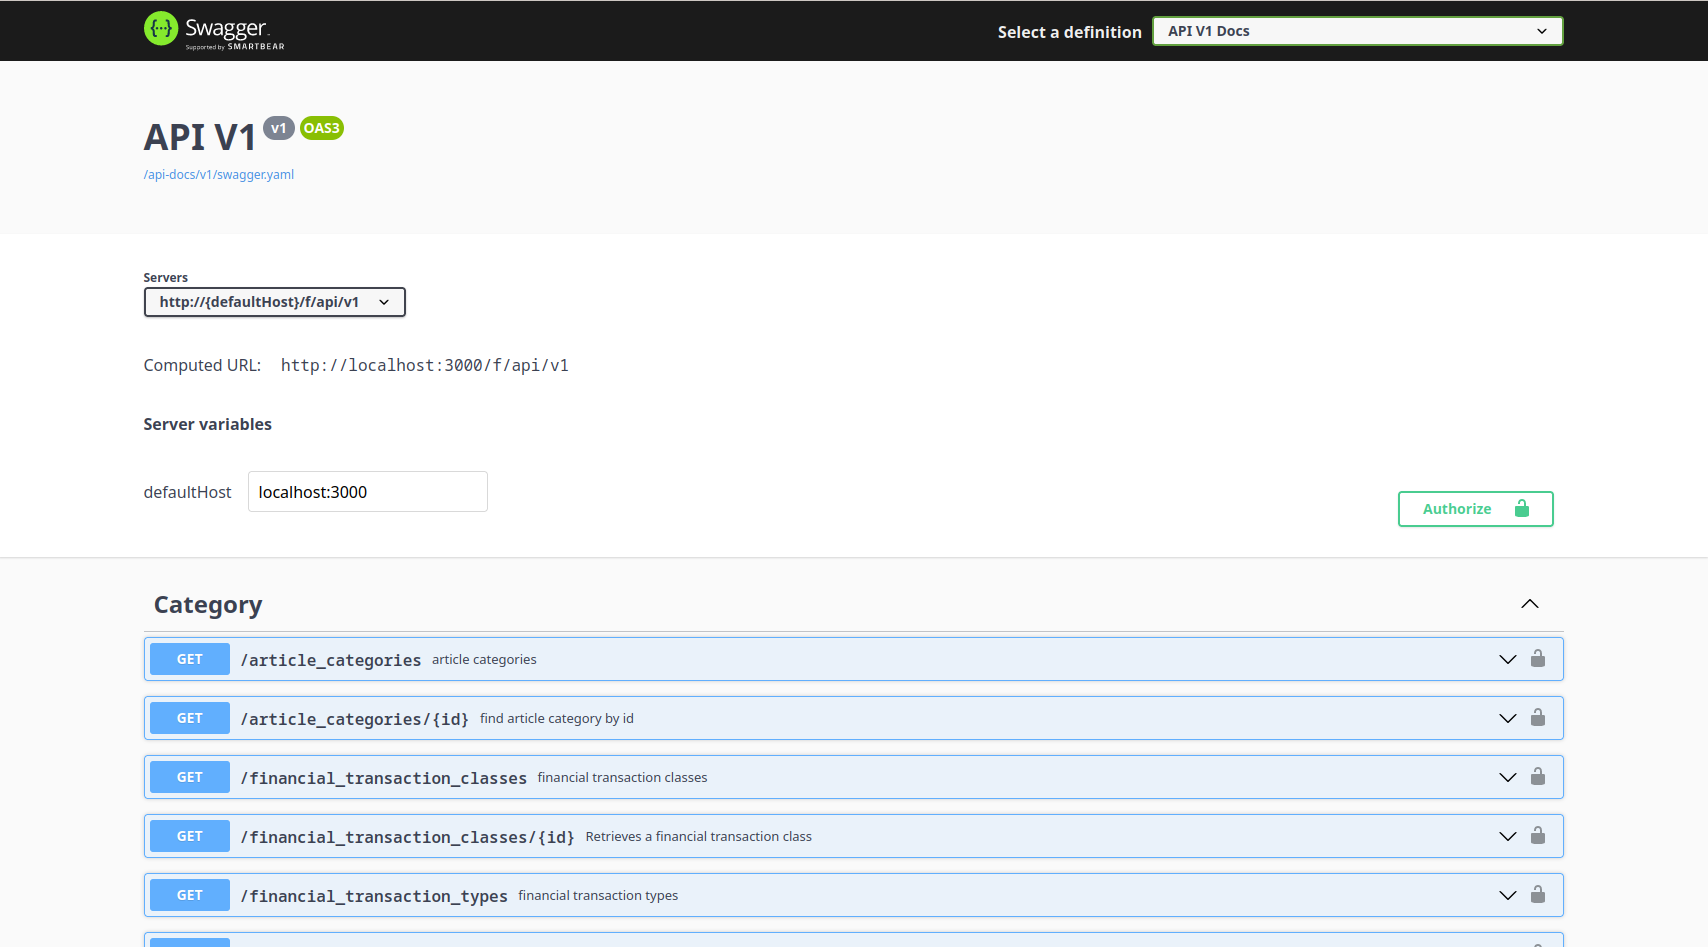 Swagger.
Supported by SMARTBEAR
Select a definition
API V1 Docs
API V1 v1 OAS3
/api-docs/v1/swagger.yaml
Servers
http://{defaultHost}/f/api/v1
Computed URL: http://localhost:3000/f/api/v1
Server variables
defaultHost localhost:3000
Authorize
Category
GET /article_categories article categories
GET /article_categories/{id} find article category by id
GET /financial_transaction_classes financial transaction classes
GET /financial_transaction_classes/{id} Retrieves a financial transaction class
GET /financial_transaction_types financial transaction types